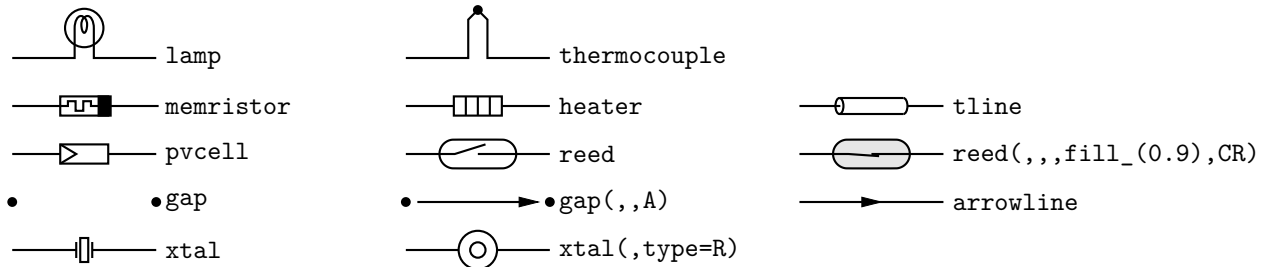 lamp
thermocouple
memristor
heater
tline
pvcell
reed
reed(,,,fill_(0.9),CR)
gap
gap(,,A)
arrowline
xtal
xtal(,type=R)